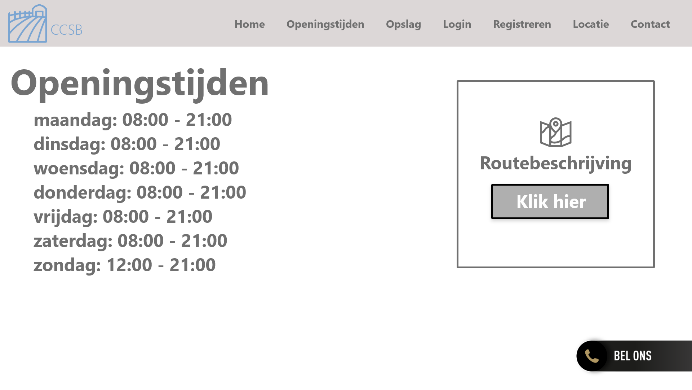 CCSB
Home Openingstijden Opslag Login Registreren Locatie Contact
Openingstijden
maandag: 08:00 - 21:00
dinsdag: 08:00 - 21:00
woensdag: 08:00 - 21:00
donderdag: 08:00 - 21:00
vrijdag: 08:00 - 21:00
zaterdag: 08:00 - 21:00
zondag: 12:00 - 21:00
Routebeschrijving
Klik hier
BEL ONS